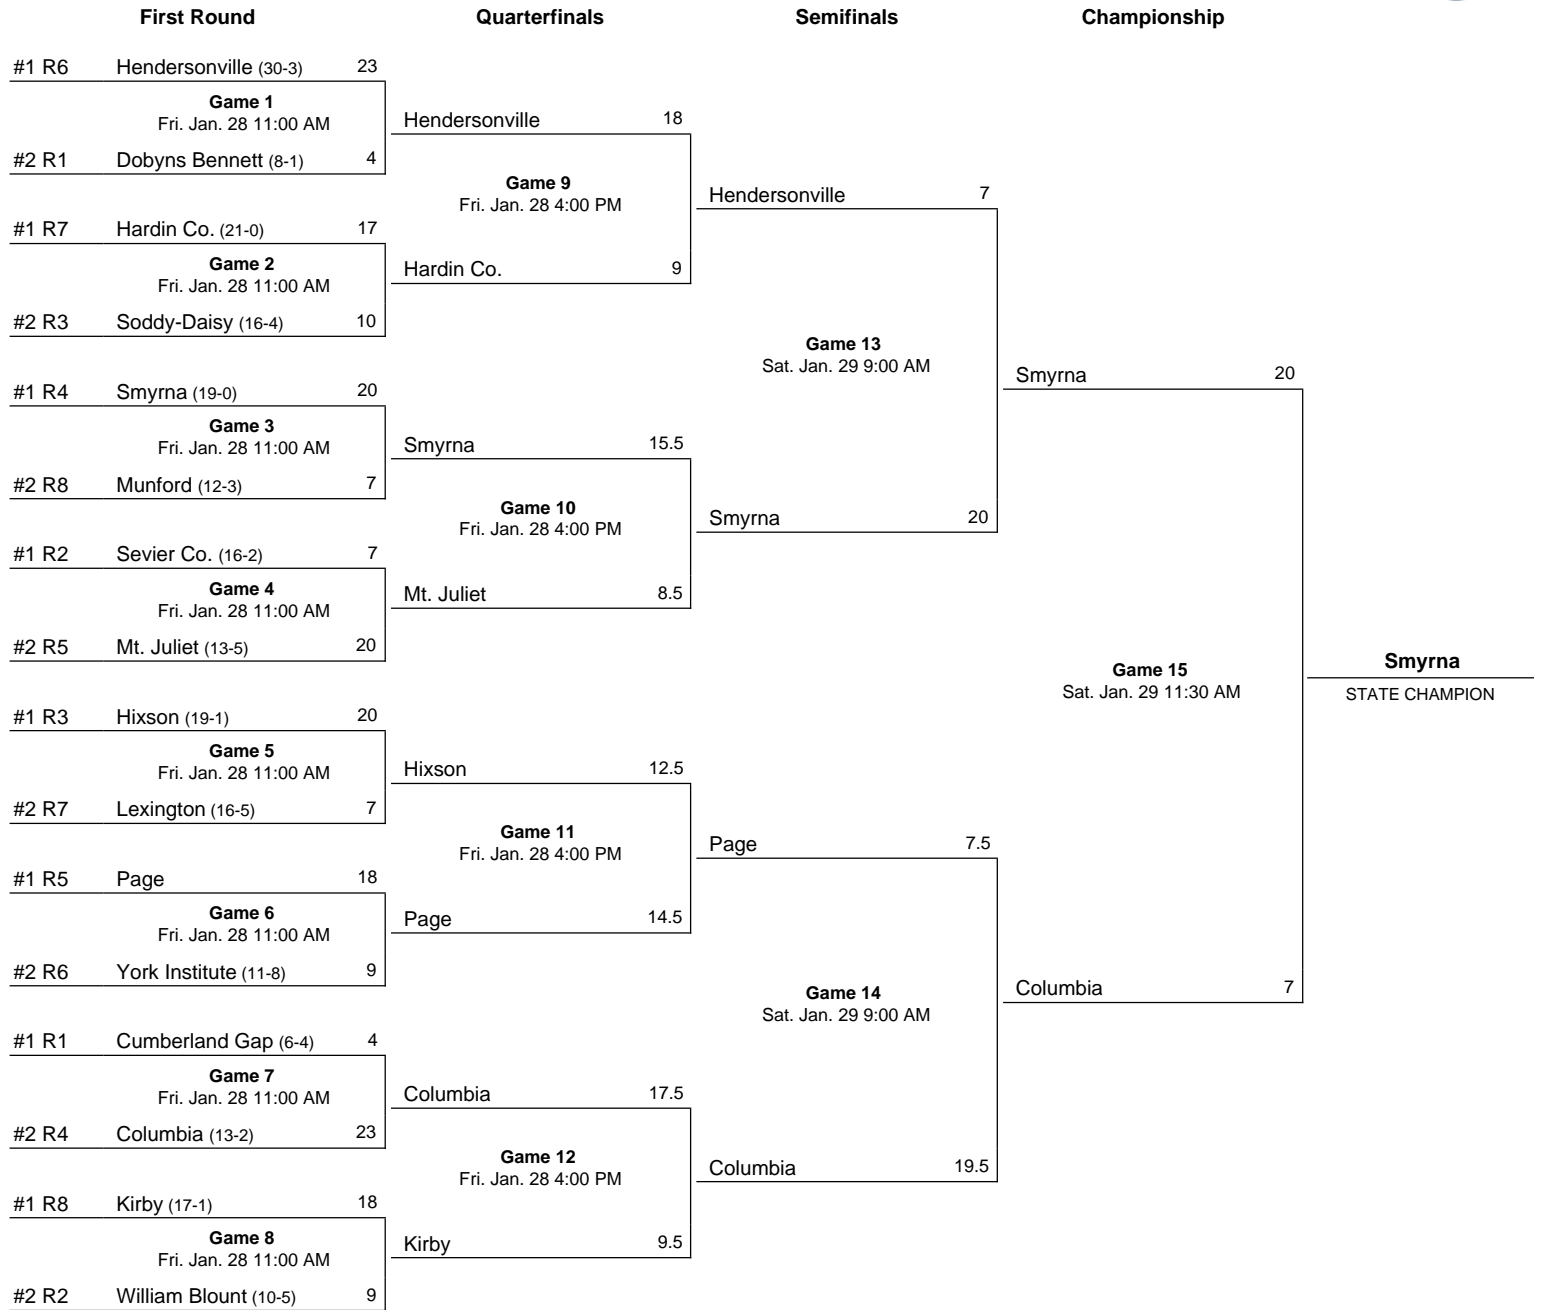 First Round Quarterfinals Semifinals Championship
#1 R6 Hendersonville (30-3) 23
Game 1
Fri. Jan. 28 11:00 AM
#2 R1 Dobyns Bennett (8-1) 4
#1 R7 Hardin Co. (21-0) 17
Game 2
Fri. Jan. 28 11:00 AM
#2 R3 Soddy-Daisy (16-4) 10
#1 R4 Smyrna (19-0) 20
Game 3
Fri. Jan. 28 11:00 AM
#2 R8 Munford (12-3) 7
#1 R2 Sevier Co. (16-2) 7
Game 4
Fri. Jan. 28 11:00 AM
#2 R5 Mt. Juliet (13-5) 20
#1 R3 Hixson (19-1) 20
Game 5
Fri. Jan. 28 11:00 AM
#2 R7 Lexington (16-5) 7
#1 R5 Page 18
Game 6
Fri. Jan. 28 11:00 AM
#2 R6 York Institute (11-8) 9
#1 R1 Cumberland Gap (6-4) 4
Game 7
Fri. Jan. 28 11:00 AM
#2 R4 Columbia (13-2) 23
#1 R8 Kirby (17-1) 18
Game 8
Fri. Jan. 28 11:00 AM
#2 R2 William Blount (10-5) 9
Hendersonville 18
Game 9
Fri. Jan. 28 4:00 PM
Hardin Co. 9
Smyrna 15.5
Game 10
Fri. Jan. 28 4:00 PM
Mt. Juliet 8.5
Hixson 12.5
Game 11
Fri. Jan. 28 4:00 PM
Page 14.5
Columbia 17.5
Game 12
Fri. Jan. 28 4:00 PM
Kirby 9.5
Hendersonville 7
Game 13
Sat. Jan. 29 9:00 AM
Smyrna 20
Page 7.5
Game 14
Sat. Jan. 29 9:00 AM
Columbia 19.5
Smyrna 20
Game 15
Sat. Jan. 29 11:30 AM
Columbia 7
Smyrna
STATE CHAMPION